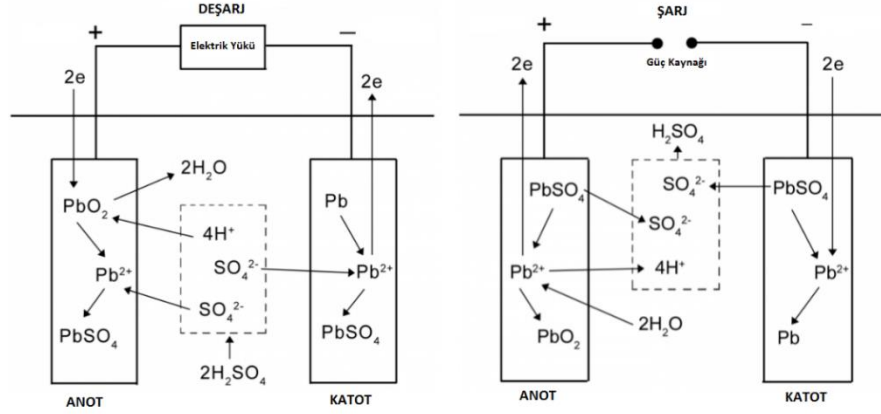 DEŞARJ
+
Elektrik Yükü
−
2e
2e
2H₂O
PbO₂
4H⁺
Pb
Pb²⁺
SO₄²⁻
Pb²⁺
SO₄²⁻
PbSO₄
PbSO₄
2H₂SO₄
ANOT
KATOT
ŞARJ
+
Güç Kaynağı
−
2e
2e
H₂SO₄
PbSO₄
SO₄²⁻
PbSO₄
SO₄²⁻
Pb²⁺
4H⁺
Pb²⁺
2H₂O
PbO₂
Pb
ANOT
KATOT